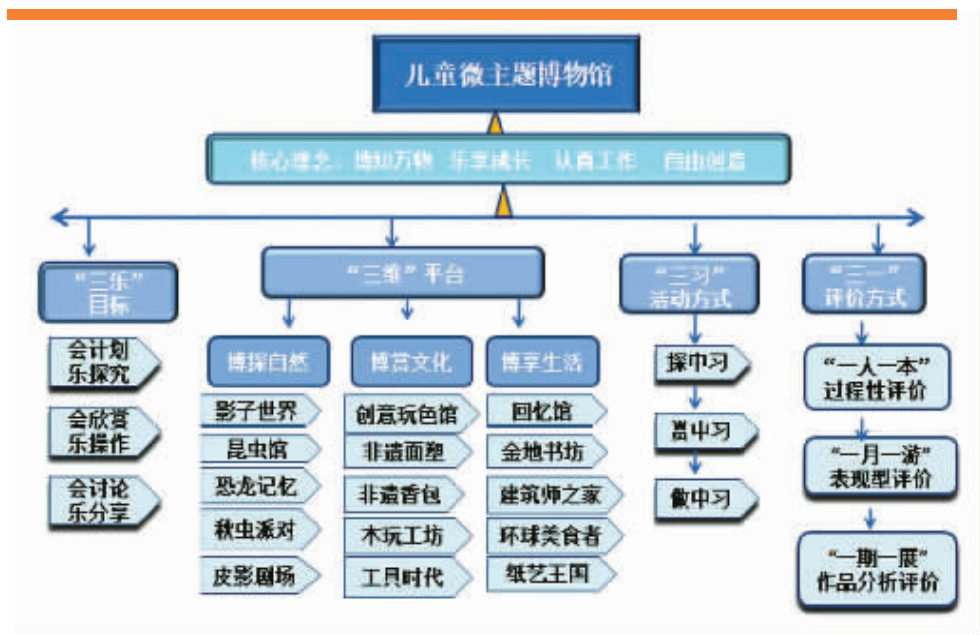 儿童微主题博物馆
核心理念：博知万物 乐享成长 从育工作 自由创造
“三乐”
目标
“三维”平台
“三习”
活动方式
“三一”
评价方式
会计划
乐探究
会欣赏
乐操作
会讨论
乐分享
博探自然
影子世界
昆虫馆
恐龙记忆
秋虫派对
皮影剧场
博赏文化
创意玩色馆
非遗面塑
非遗香包
木玩工坊
工具时代
博享生活
回忆馆
金地书坊
建筑师之家
环球美食者
纸艺王国
探中习
赏中习
做中习
“一人一本”
过程性评价
“一月一游”
表现型评价
“一期一展”
作品分析评价